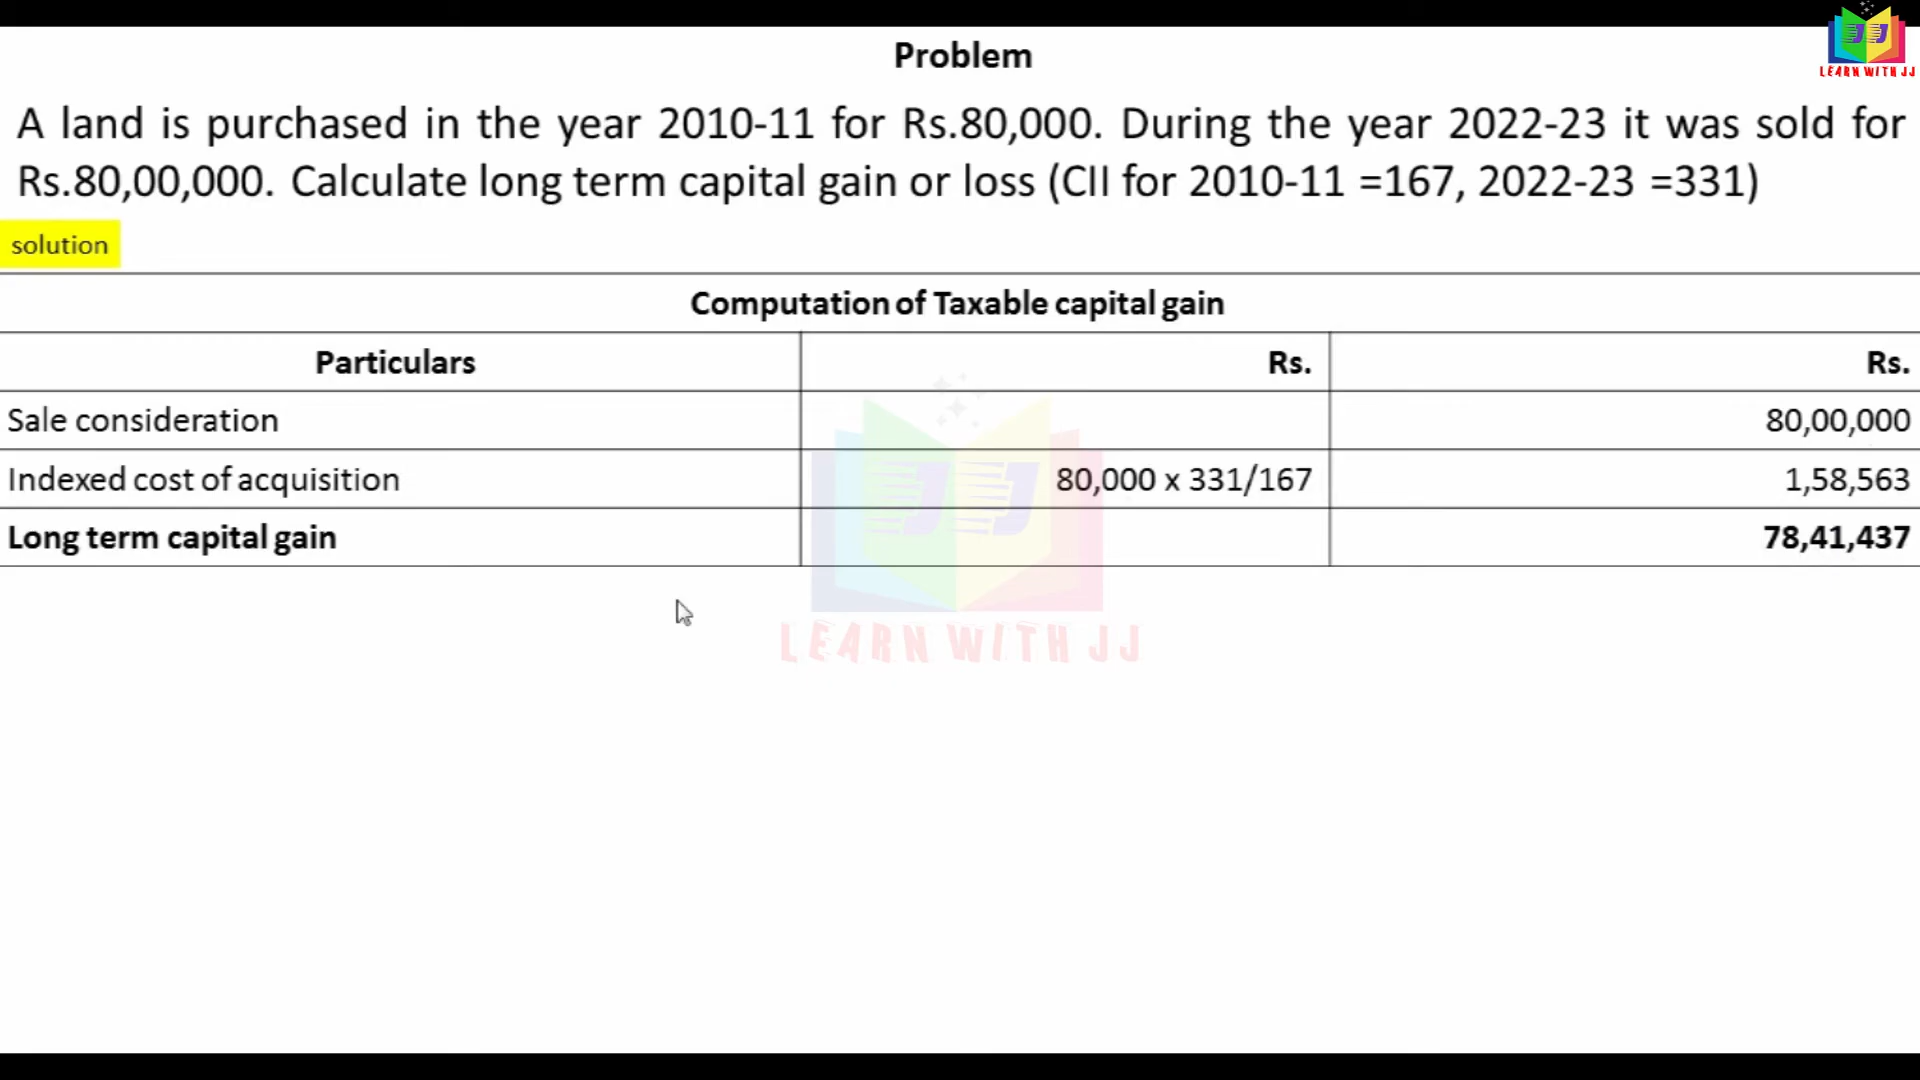 Problem
LEARN WITH JJ
A land is purchased in the year 2010-11 for Rs.80,000. During the year 2022-23 it was sold for
Rs.80,00,000. Calculate long term capital gain or loss (CII for 2010-11 =167, 2022-23 =331)
solution
Computation of Taxable capital gain
Particulars Rs. Rs.
Sale consideration 80,00,000
Indexed cost of acquisition 80,000 x 331/167 1,58,563
Long term capital gain 78,41,437
JJ
LEARN WITH JJ